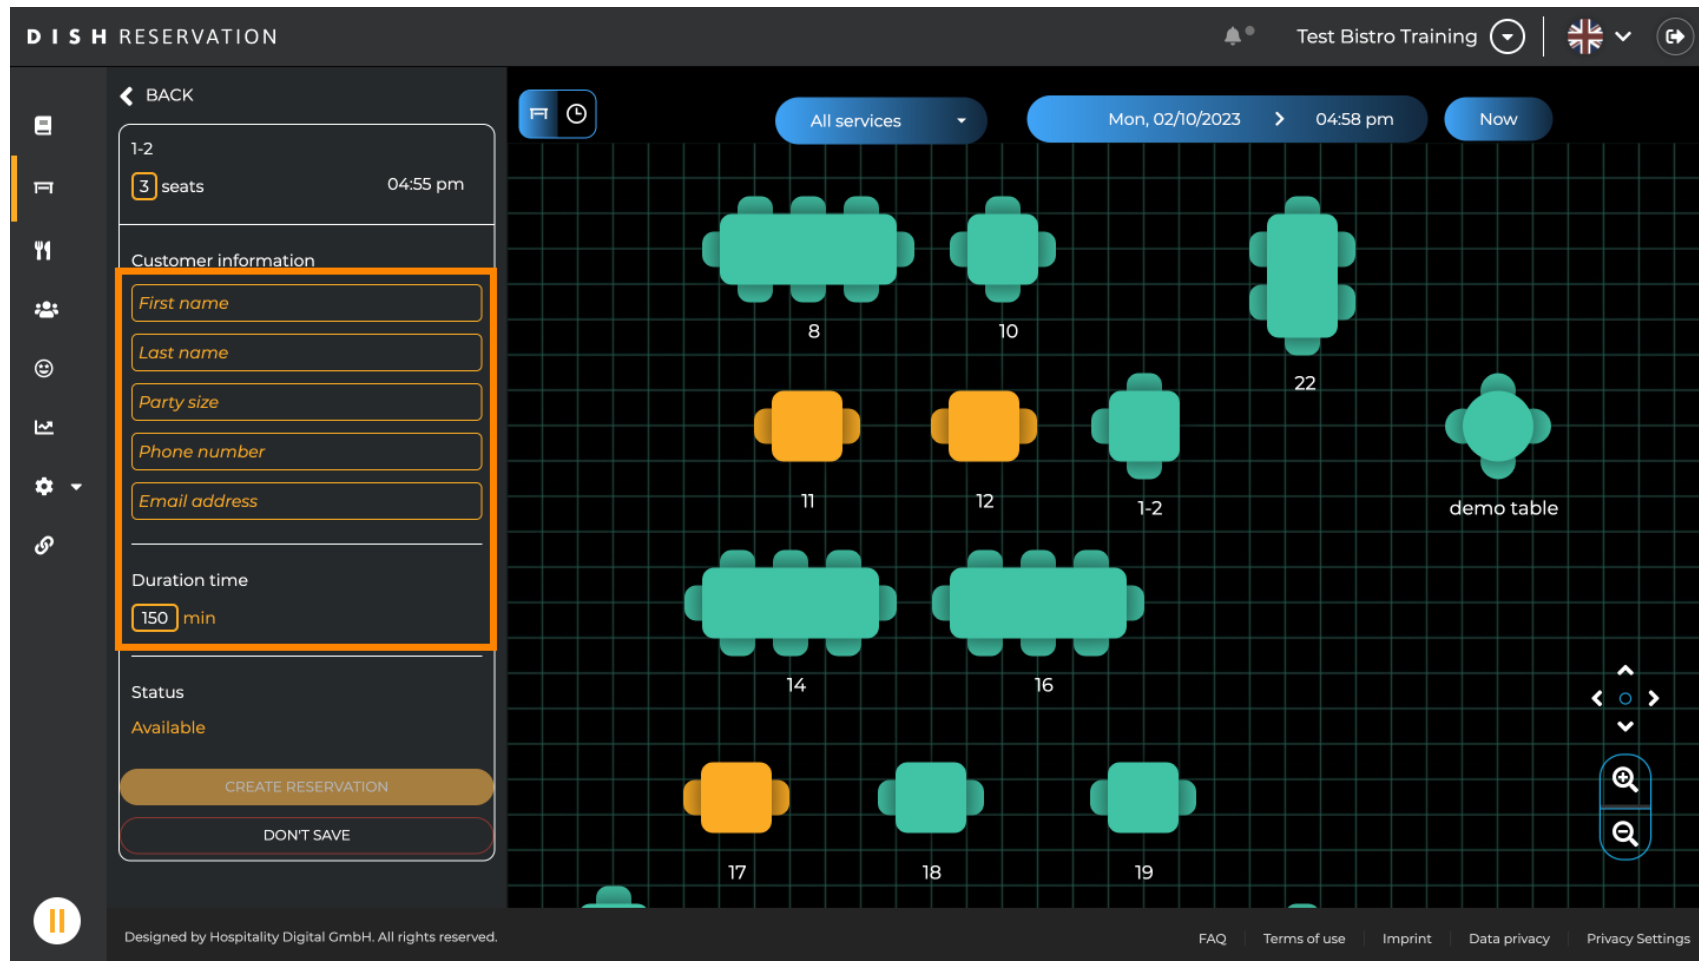 DISH RESERVATION
Test Bistro Training
BACK
1-2
3 seats
04:55 pm
Customer information
First name
Last name
Party size
Phone number
Email address
Duration time
150 min
Status
Available
CREATE RESERVATION
DON'T SAVE
All services
Mon, 02/10/2023
04:58 pm
Now
8
10
22
11
12
1-2
demo table
14
16
17
18
19
Designed by Hospitality Digital GmbH. All rights reserved.
FAQ
Terms of use
Imprint
Data privacy
Privacy Settings